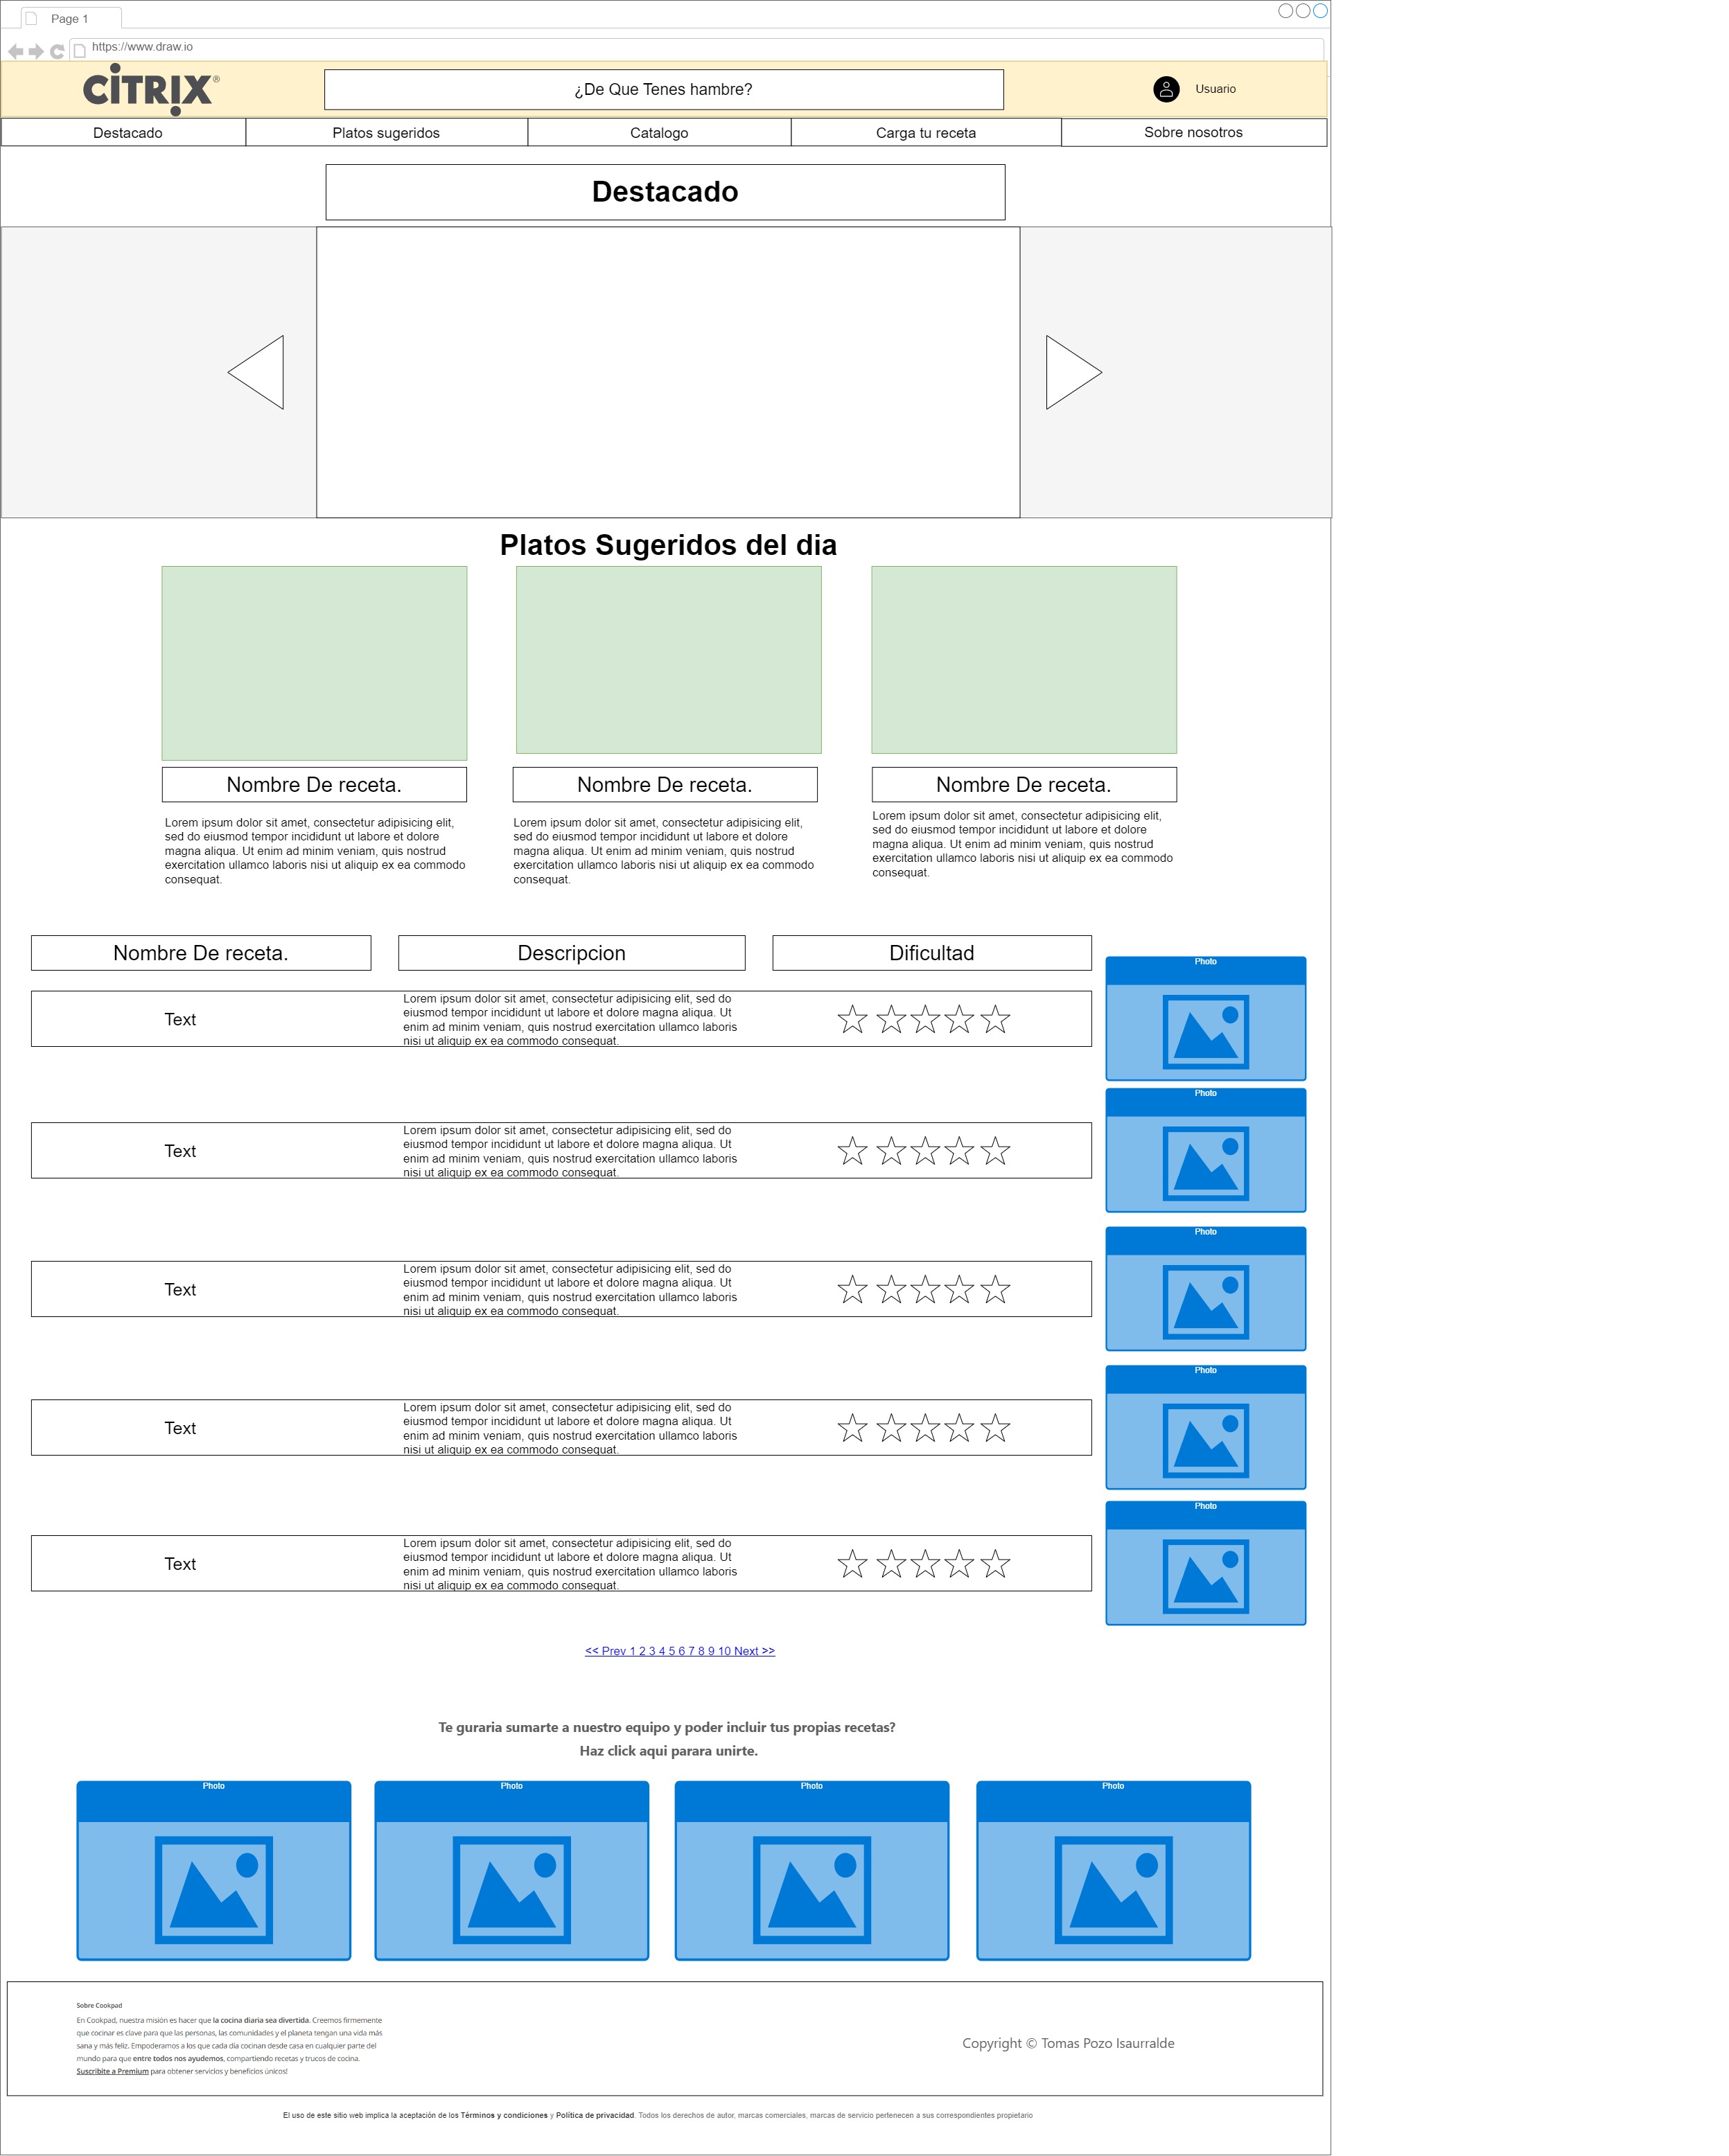 Page 1
https://www.draw.io
CİTRỊX®
¿De Que Tenes hambre?
Usuario
Destacado
Platos sugeridos
Catalogo
Carga tu receta
Sobre nosotros
Destacado
Platos Sugeridos del dia
Nombre De receta.
Nombre De receta.
Nombre De receta.
Lorem ipsum dolor sit amet, consectetur adipisicing elit,
sed do eiusmod tempor incididunt ut labore et dolore
magna aliqua. Ut enim ad minim veniam, quis nostrud
exercitation ullamco laboris nisi ut aliquip ex ea commodo
consequat.
Lorem ipsum dolor sit amet, consectetur adipisicing elit,
sed do eiusmod tempor incididunt ut labore et dolore
magna aliqua. Ut enim ad minim veniam, quis nostrud
exercitation ullamco laboris nisi ut aliquip ex ea commodo
consequat.
Lorem ipsum dolor sit amet, consectetur adipisicing elit,
sed do eiusmod tempor incididunt ut labore et dolore
magna aliqua. Ut enim ad minim veniam, quis nostrud
exercitation ullamco laboris nisi ut aliquip ex ea commodo
consequat.
Nombre De receta.
Descripcion
Dificultad
Photo
Text
Lorem ipsum dolor sit amet, consectetur adipisicing elit, sed do
eiusmod tempor incididunt ut labore et dolore magna aliqua. Ut
enim ad minim veniam, quis nostrud exercitation ullamco laboris
nisi ut aliquip ex ea commodo consequat.
Photo
Text
Lorem ipsum dolor sit amet, consectetur adipisicing elit, sed do
eiusmod tempor incididunt ut labore et dolore magna aliqua. Ut
enim ad minim veniam, quis nostrud exercitation ullamco laboris
nisi ut aliquip ex ea commodo consequat.
Photo
Text
Lorem ipsum dolor sit amet, consectetur adipisicing elit, sed do
eiusmod tempor incididunt ut labore et dolore magna aliqua. Ut
enim ad minim veniam, quis nostrud exercitation ullamco laboris
nisi ut aliquip ex ea commodo consequat.
Photo
Text
Lorem ipsum dolor sit amet, consectetur adipisicing elit, sed do
eiusmod tempor incididunt ut labore et dolore magna aliqua. Ut
enim ad minim veniam, quis nostrud exercitation ullamco laboris
nisi ut aliquip ex ea commodo consequat.
Photo
Text
Lorem ipsum dolor sit amet, consectetur adipisicing elit, sed do
eiusmod tempor incididunt ut labore et dolore magna aliqua. Ut
enim ad minim veniam, quis nostrud exercitation ullamco laboris
nisi ut aliquip ex ea commodo consequat.
<< Prev 1 2 3 4 5 6 7 8 9 10 Next >>
Te guraria sumarte a nuestro equipo y poder incluir tus propias recetas?
Haz click aqui parara unirte.
Photo
Photo
Photo
Photo
Sobre Cookpad
En Cookpad, nuestra misión es hacer que la cocina diaria sea divertida. Creemos firmemente
que cocinar es clave para que las personas, las comunidades y el planeta tengan una vida más
sana y más feliz. Empoderamos a los que cada día cocinan desde casa en cualquier parte del
mundo para que entre todos nos ayudemos, compartiendo recetas y trucos de cocina.
Suscribite a Premium para obtener servicios y beneficios únicos!
Copyright © Tomas Pozo Isaurralde
El uso de este sitio web implica la aceptación de los Términos y condiciones y Política de privacidad. Todos los derechos de autor, marcas comerciales, marcas de servicio pertenecen a sus correspondientes propietario